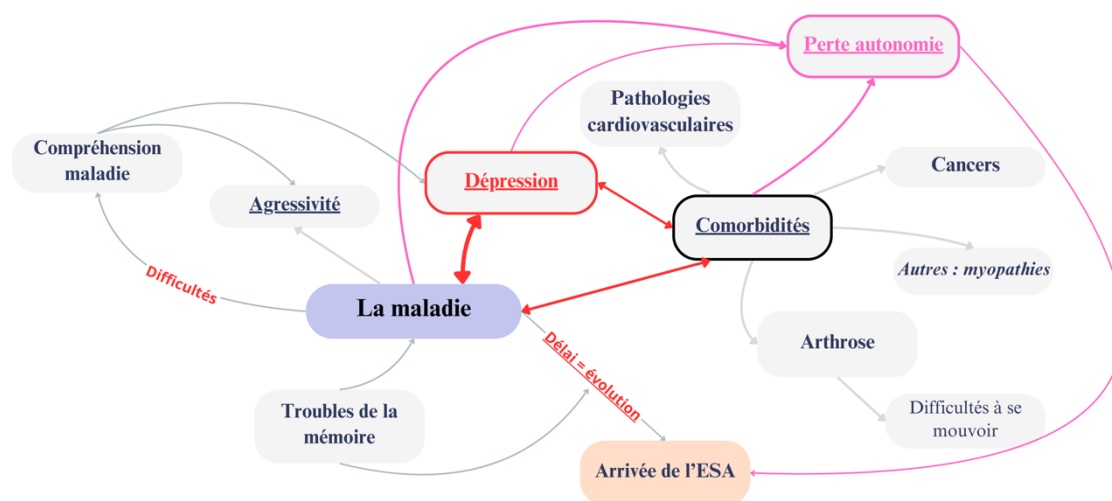 Perte autonomie
Pathologies
cardiovasculaires
Compréhension
maladie
Cancers
Dépression
Agressivité
Comorbidités
Autres : myopathies
Difficultés
La maladie
Arthrose
Délai = évolution
Troubles de la
mémoire
Difficultés à se
mouvoir
Arrivée de l'ESA